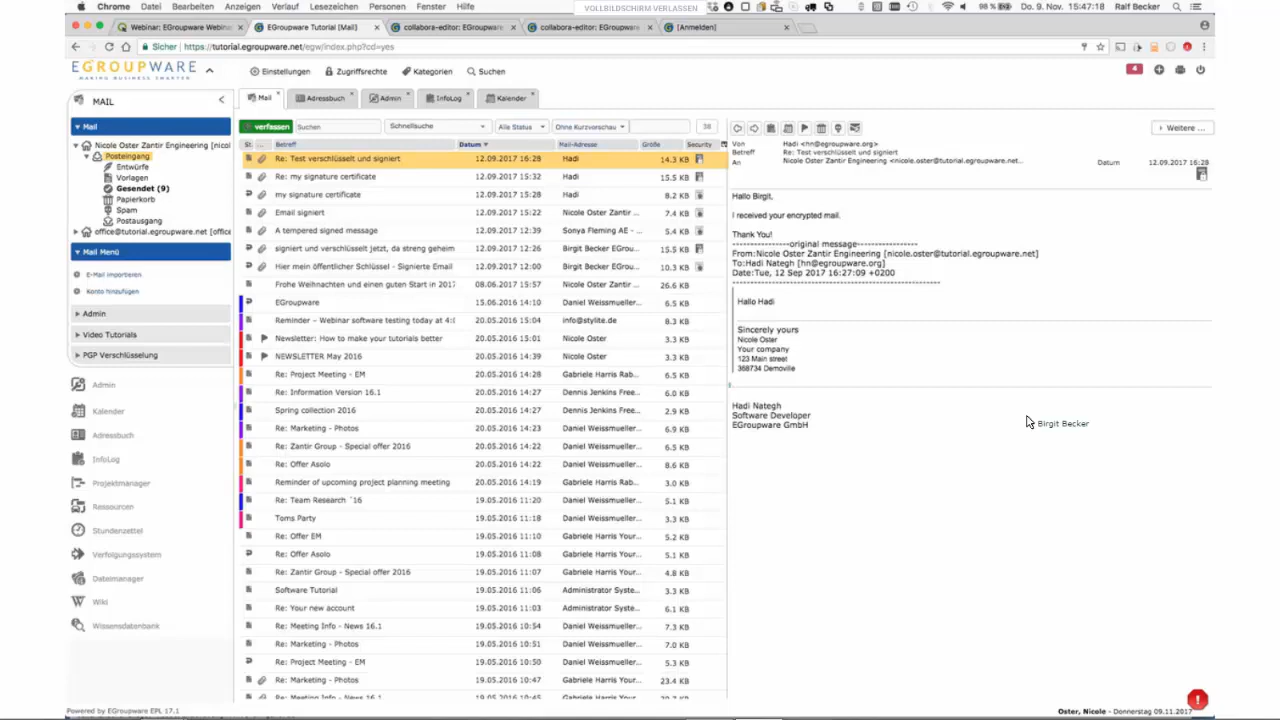 Chrome Datei Bearbeiten Anzeigen Verlauf Lesezeichen Personen Fenster Hilfe VOLLBILDSCHIRM VERLASSEN 98 % Do. 9. Nov. 15:47:18 Ralf Becker
Webinar: EGroupware Webinar EGroupware Tutorial [Mail] collabora-editor: EGroupware collabora-editor: EGroupware [Anmelden]
Sicher https://tutorial.egroupware.net/egw/index.php?cd=yes
EGROUPWARE
MAKING BUSINESS SMARTER
Einstellungen Zugriffsrechte Kategorien Suchen 4
MAIL
Mail Adressbuch Admin InfoLog Kalender
Mail
Nicole Oster Zantir Engineering [nicol
Posteingang
Entwürfe
Vorlagen
Gesendet (9)
Papierkorb
Spam
Postausgang
office@tutorial.egroupware.net [office
Mail Menü
E-Mail importieren
Konto hinzufügen
Admin
Video Tutorials
PGP Verschlüsselung
Admin
Kalender
Adressbuch
InfoLog
Projektmanager
Ressourcen
Stundenzettel
Verfolgungssystem
Dateimanager
Wiki
Wissensdatenbank
verfassen Suchen Schnellsuche Alle Status Ohne Kurzvorschau 38
St. ... Betreff Datum Mail-Adresse Größe Security
Re: Test verschlüsselt und signiert 12.09.2017 16:28 Hadi 14.3 KB
Re: my signature certificate 12.09.2017 15:32 Hadi 15.5 KB
my signature certificate 12.09.2017 15:28 Hadi 8.2 KB
Email signiert 12.09.2017 15:22 Nicole Oster Zantir ... 7.4 KB
A tempered signed message 12.09.2017 12:39 Sonya Fleming AE - ... 5.4 KB
signiert und verschlüsselt jetzt, da streng geheim 12.09.2017 12:26 Birgit Becker EGrou... 15.5 KB
Hier mein öffentlicher Schlüssel - Signierte Email 12.09.2017 12:00 Birgit Becker EGrou... 10.3 KB
Frohe Weihnachten und einen guten Start in 2017 08.06.2017 15:57 Nicole Oster Zantir ... 26.6 KB
EGroupware 15.06.2016 14:10 Daniel Weissmueller... 6.5 KB
Reminder - Webinar software testing today at 4:0 20.05.2016 15:04 info@stylite.de 8.3 KB
Newsletter: How to make your tutorials better 20.05.2016 15:01 Nicole Oster 3.3 KB
NEWSLETTER May 2016 20.05.2016 14:39 Nicole Oster 3.3 KB
Re: Project Meeting - EM 20.05.2016 14:28 Gabriele Harris Rab... 6.5 KB
Re: Information Version 16.1 20.05.2016 14:27 Dennis Jenkins Free... 6.0 KB
Spring collection 2016 20.05.2016 14:27 Dennis Jenkins Free... 2.9 KB
Re: Marketing - Photos 20.05.2016 14:23 Daniel Weissmueller... 6.9 KB
Re: Zantir Group - Special offer 2016 20.05.2016 14:22 Daniel Weissmueller... 6.5 KB
Re: Offer Asolo 20.05.2016 14:22 Daniel Weissmueller... 8.6 KB
Reminder of upcoming project planning meeting 20.05.2016 14:19 Gabriele Harris Rab... 3.0 KB
Re: Team Research ´16 19.05.2016 11:20 Daniel Weissmueller... 5.1 KB
Toms Party 19.05.2016 11:18 Daniel Weissmueller... 3.3 KB
Re: Offer EM 19.05.2016 11:10 Gabriele Harris Your... 5.2 KB
Re: Offer Asolo 19.05.2016 11:08 Gabriele Harris Your... 5.1 KB
Re: Zantir Group - Special offer 2016 19.05.2016 11:07 Gabriele Harris Your... 4.8 KB
Software Tutorial 19.05.2016 11:06 Administrator Syste... 3.3 KB
Re: Your new account 19.05.2016 11:03 Administrator Syste... 6.1 KB
Re: Meeting Info - News 16.1 19.05.2016 10:54 Daniel Weissmueller... 7.3 KB
Re: Marketing - Photos 19.05.2016 10:51 Daniel Weissmueller... 7.0 KB
Re: Project Meeting - EM 19.05.2016 10:50 Daniel Weissmueller... 5.3 KB
Re: Marketing - Photos 19.05.2016 10:47 Gabriele Harris Your... 23.4 KB
Re: Meeting Info - News 16.1 19.05.2016 10:45 Gabriele Harris Your...
Weitere ...
Von Hadi <hn@egroupware.org>
Betreff Re: Test verschlüsselt und signiert
An Nicole Oster Zantir Engineering <nicole.oster@tutorial.egroupware.net... Datum 12.09.2017 16:28
Hallo Birgit,
I received your encrypted mail.
Thank You!
----------------original message-----------------
From:Nicole Oster Zantir Engineering [nicole.oster@tutorial.egroupware.net]
To:Hadi Nategh [hn@egroupware.org]
Date:Tue, 12 Sep 2017 16:27:09 +0200
-------------------------------------------------
Hallo Hadi
Sincerely yours
Nicole Oster
Your company
123 Main street
368734 Demoville
Hadi Nategh
Software Developer
EGroupware GmbH
Birgit Becker
Powered by EGroupware EPL 17.1
Oster, Nicole - Donnerstag 09.11.2017